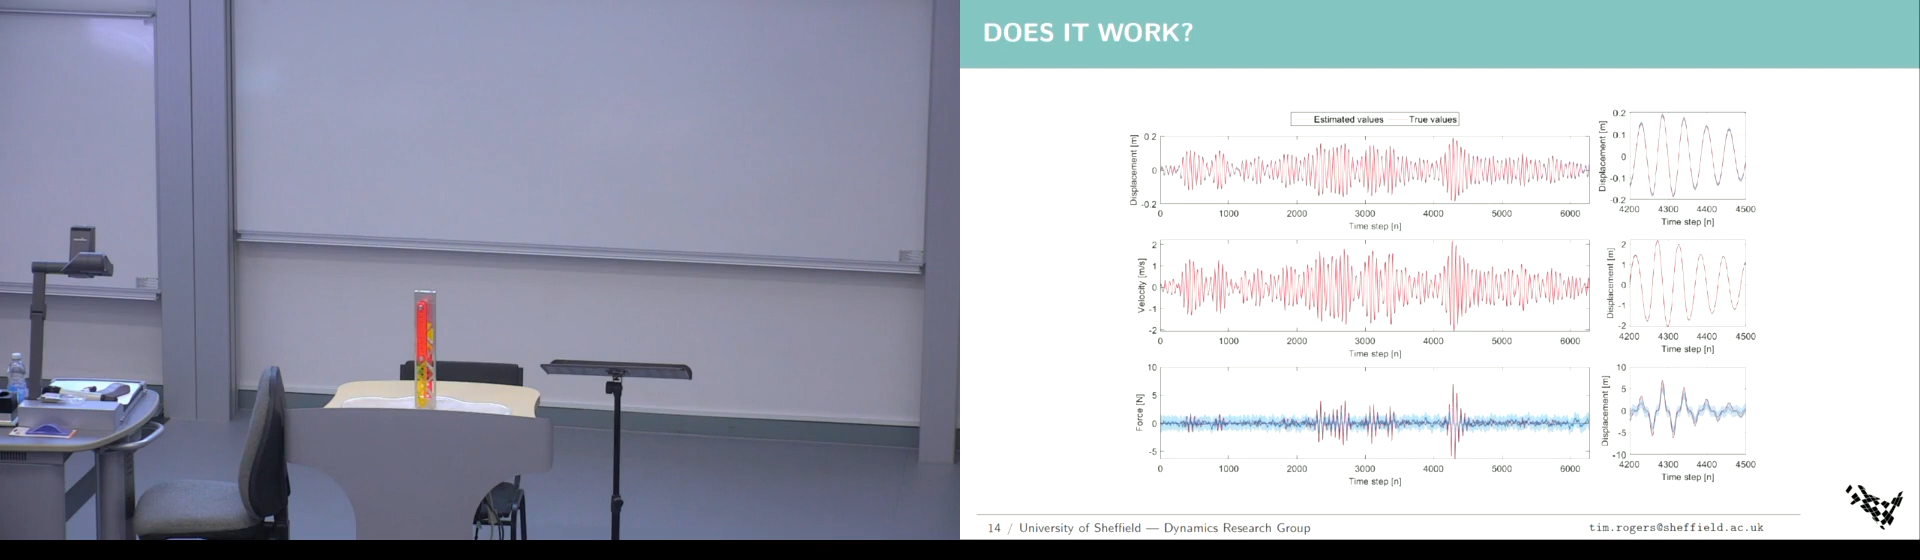 DOES IT WORK?
Estimated values True values
Displacement [m]
0.2
0
-0.2
0 1000 2000 3000 4000 5000 6000
Time step [n]
Displacement [m]
0.2
0.1
0
-0.1
-0.2
4200 4300 4400 4500
Time step [n]
Velocity [m/s]
2
1
0
-1
-2
0 1000 2000 3000 4000 5000 6000
Time step [n]
Displacement [m]
2
1
0
-1
-2
4200 4300 4400 4500
Time step [n]
Force [N]
10
5
0
-5
0 1000 2000 3000 4000 5000 6000
Time step [n]
Displacement [m]
10
5
0
-5
-10
4200 4300 4400 4500
Time step [n]
14 / University of Sheffield — Dynamics Research Group
tim.rogers@sheffield.ac.uk